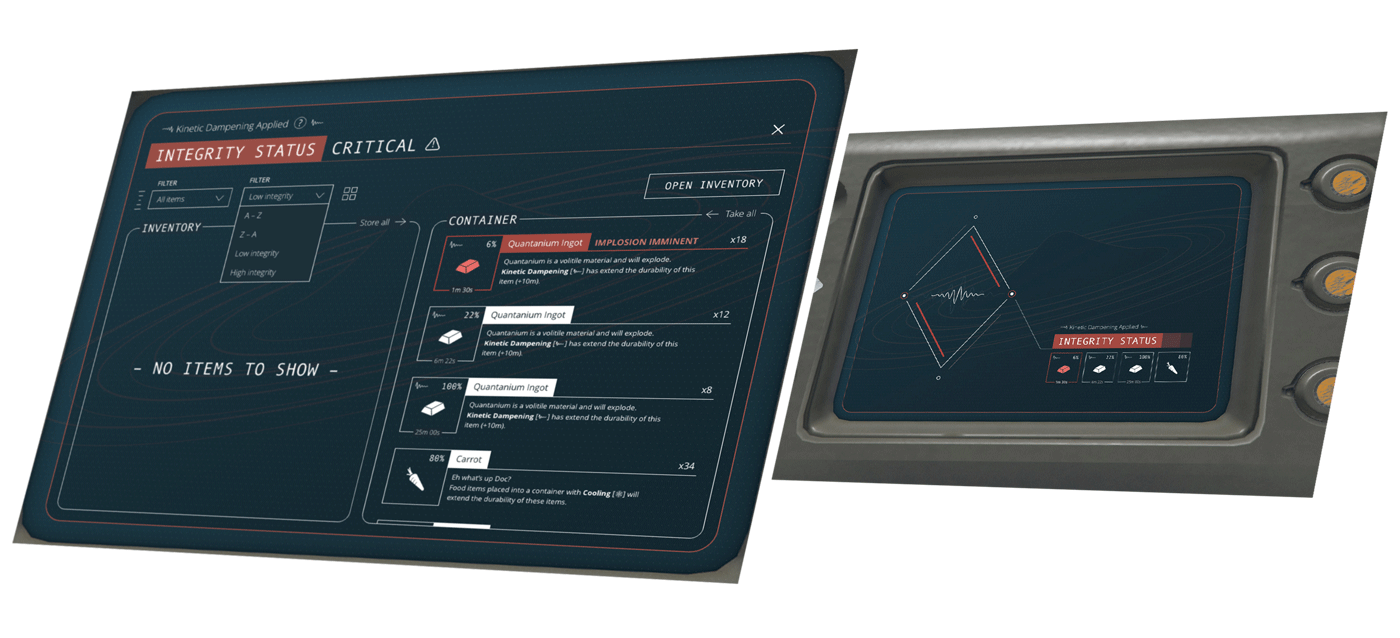 Kinetic Dampening Applied ?
INTEGRITY STATUS CRITICAL
FILTER
All items
FILTER
Low integrity
A - Z
Z - A
Low integrity
High integrity
OPEN INVENTORY
INVENTORY
Store all
NO ITEMS TO SHOW
CONTAINER
Take all
6% Quantanium Ingot IMPLOSION IMMINENT x18
Quantanium is a volitile material and will explode.
Kinetic Dampening [] has extend the durability of this
item (+10m).
1m 30s
22% Quantanium Ingot x12
Quantanium is a volitile material and will explode.
Kinetic Dampening [] has extend the durability of this
item (+10m).
6m 22s
100% Quantanium Ingot x8
Quantanium is a volitile material and will explode.
Kinetic Dampening [] has extend the durability of this
item (+10m).
25m 00s
80% Carrot x34
Eh what's up Doc?
Food items placed into a container with Cooling [] will
extend the durability of these items.
Kinetic Dampening Applied
INTEGRITY STATUS
6% 22% 100% 80%
1m 30s 6m 22s 25m 00s